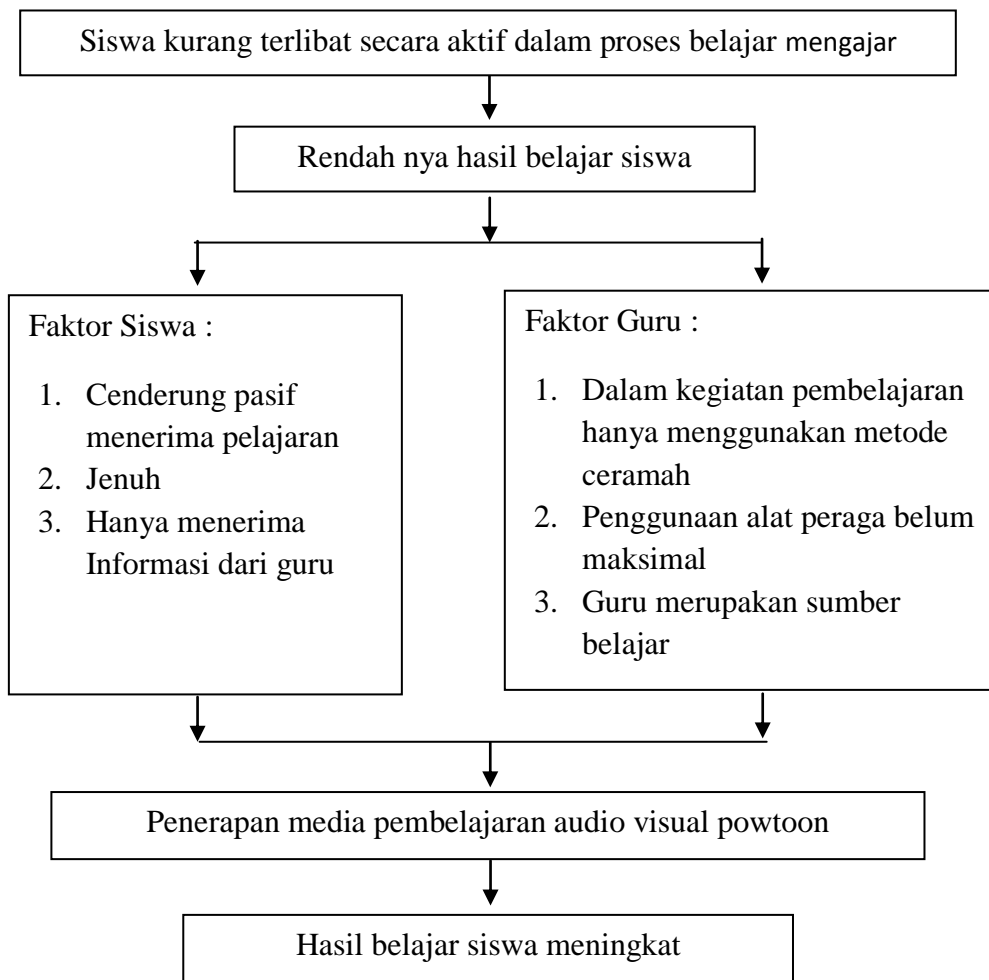 Siswa kurang terlibat secara aktif dalam proses belajar mengajar
Rendah nya hasil belajar siswa
Faktor Siswa :
1. Cenderung pasif
menerima pelajaran
2. Jenuh
3. Hanya menerima
Informasi dari guru
Faktor Guru :
1. Dalam kegiatan pembelajaran
hanya menggunakan metode
ceramah
2. Penggunaan alat peraga belum
maksimal
3. Guru merupakan sumber
belajar
Penerapan media pembelajaran audio visual powtoon
Hasil belajar siswa meningkat